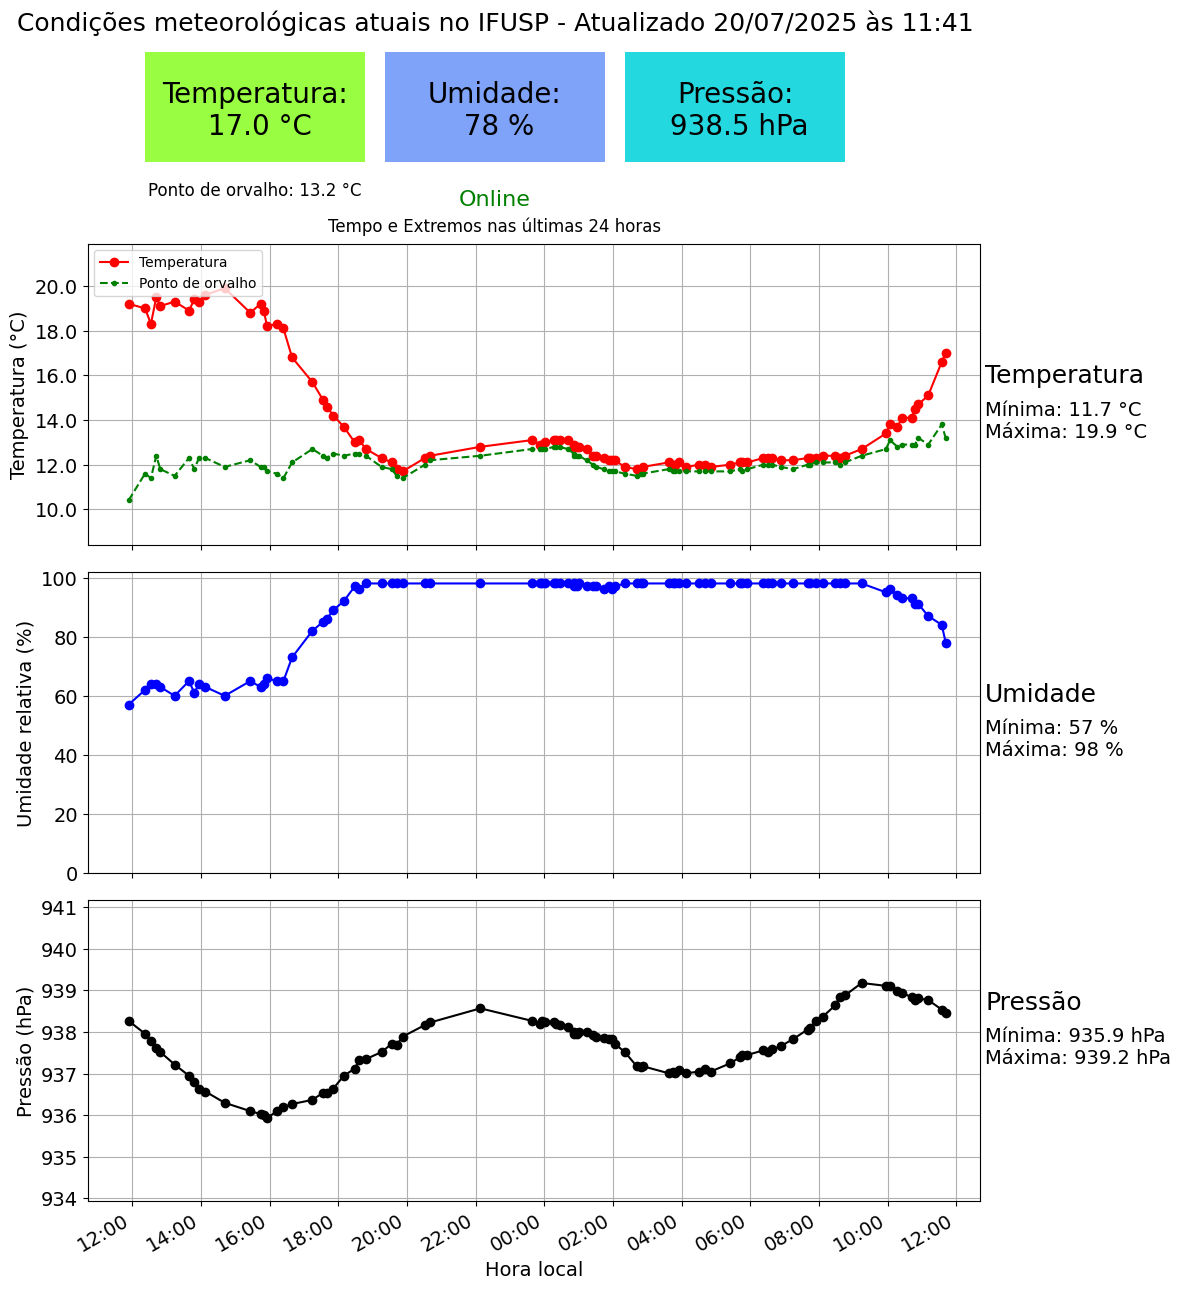 Condições meteorológicas atuais no IFUSP - Atualizado 20/07/2025 às 11:41
Temperatura:
17.0 °C
Umidade:
78 %
Pressão:
938.5 hPa
Ponto de orvalho: 13.2 °C
Online
Tempo e Extremos nas últimas 24 horas
Temperatura
Ponto de orvalho
Temperatura (°C)
20.0
18.0
16.0
14.0
12.0
10.0
Temperatura
Mínima: 11.7 °C
Máxima: 19.9 °C
Umidade relativa (%)
100
80
60
40
20
0
Umidade
Mínima: 57 %
Máxima: 98 %
Pressão (hPa)
941
940
939
938
937
936
935
934
Pressão
Mínima: 935.9 hPa
Máxima: 939.2 hPa
12:00
14:00
16:00
18:00
20:00
22:00
00:00
02:00
04:00
06:00
08:00
10:00
12:00
Hora local